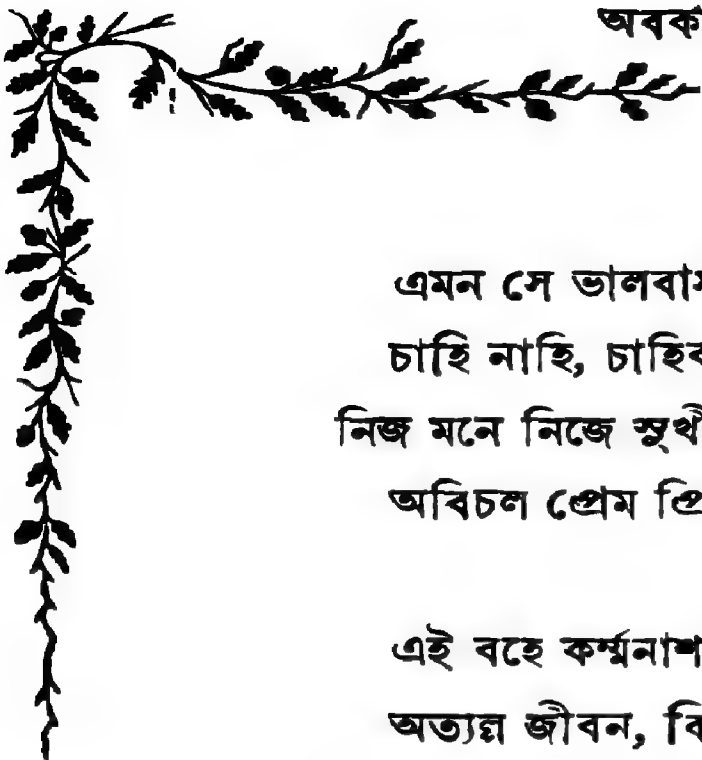 অবক
এমন সে ভালবাস
চাহি নাহি, চাহিব
নিজ মনে নিজে সুখী
অবিচল প্রেম প্রি
এই বহে কর্ম্মনাশ
অত্যল্প জীবন, বি